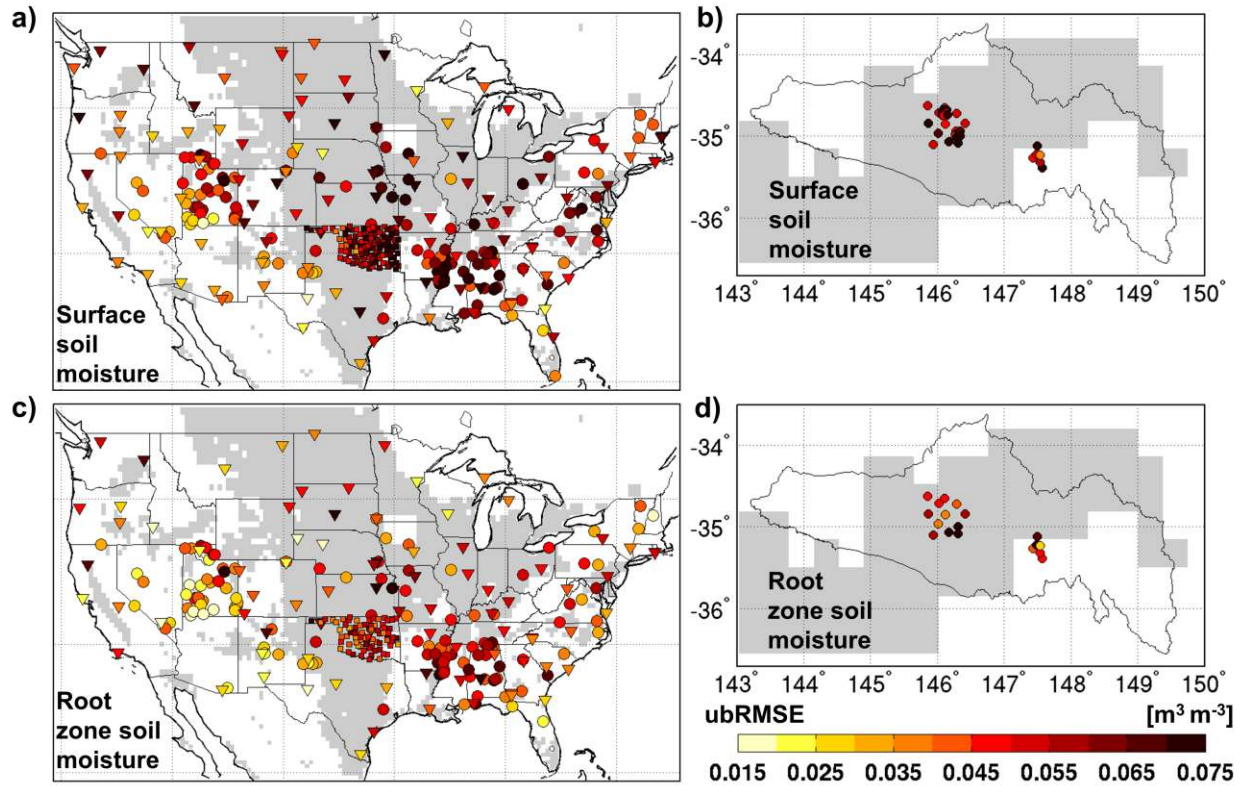 a)
Surface
soil
moisture
b)
-34˚
-35˚
-36˚
Surface
soil
moisture
143 144 145 146 147 148 149 150˚
c)
Root
zone soil
moisture
d)
-34˚
-35˚
-36˚
Root
zone soil
moisture
143 144 145 146 147 148 149 150˚
ubRMSE [m³ m⁻³]
0.015 0.025 0.035 0.045 0.055 0.065 0.075